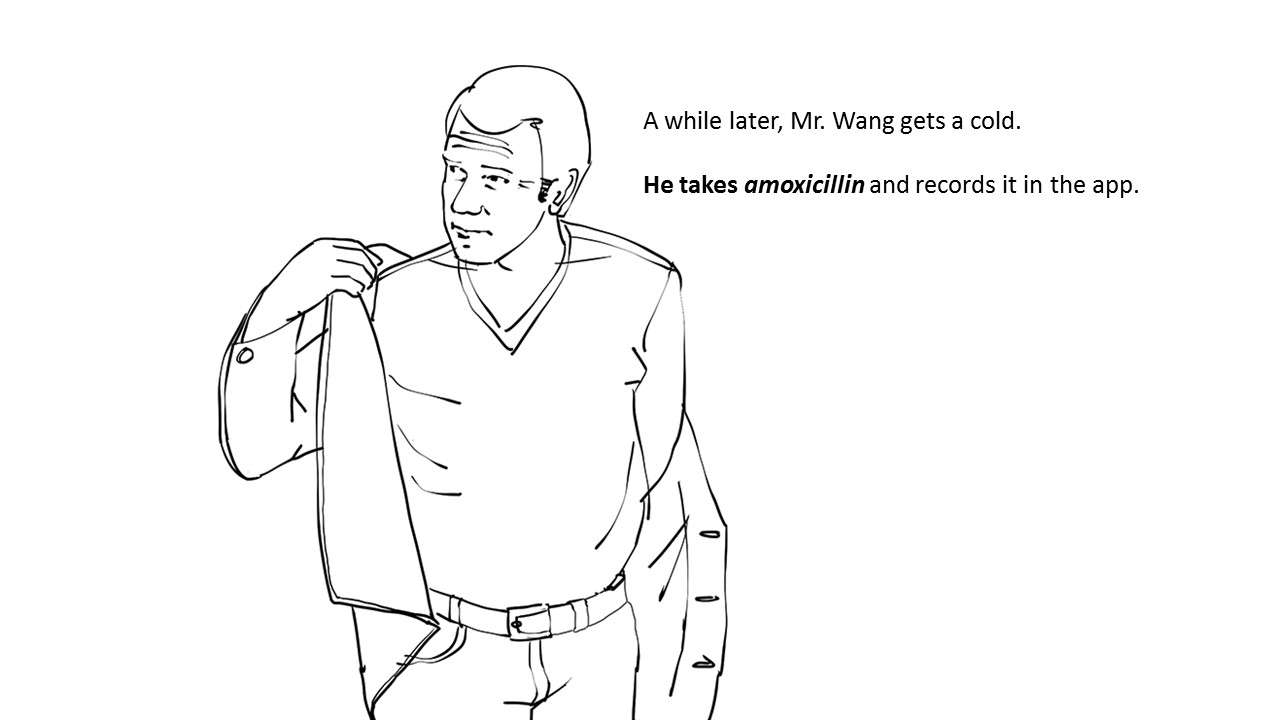 A while later, Mr. Wang gets a cold.
He takes amoxicillin and records it in the app.